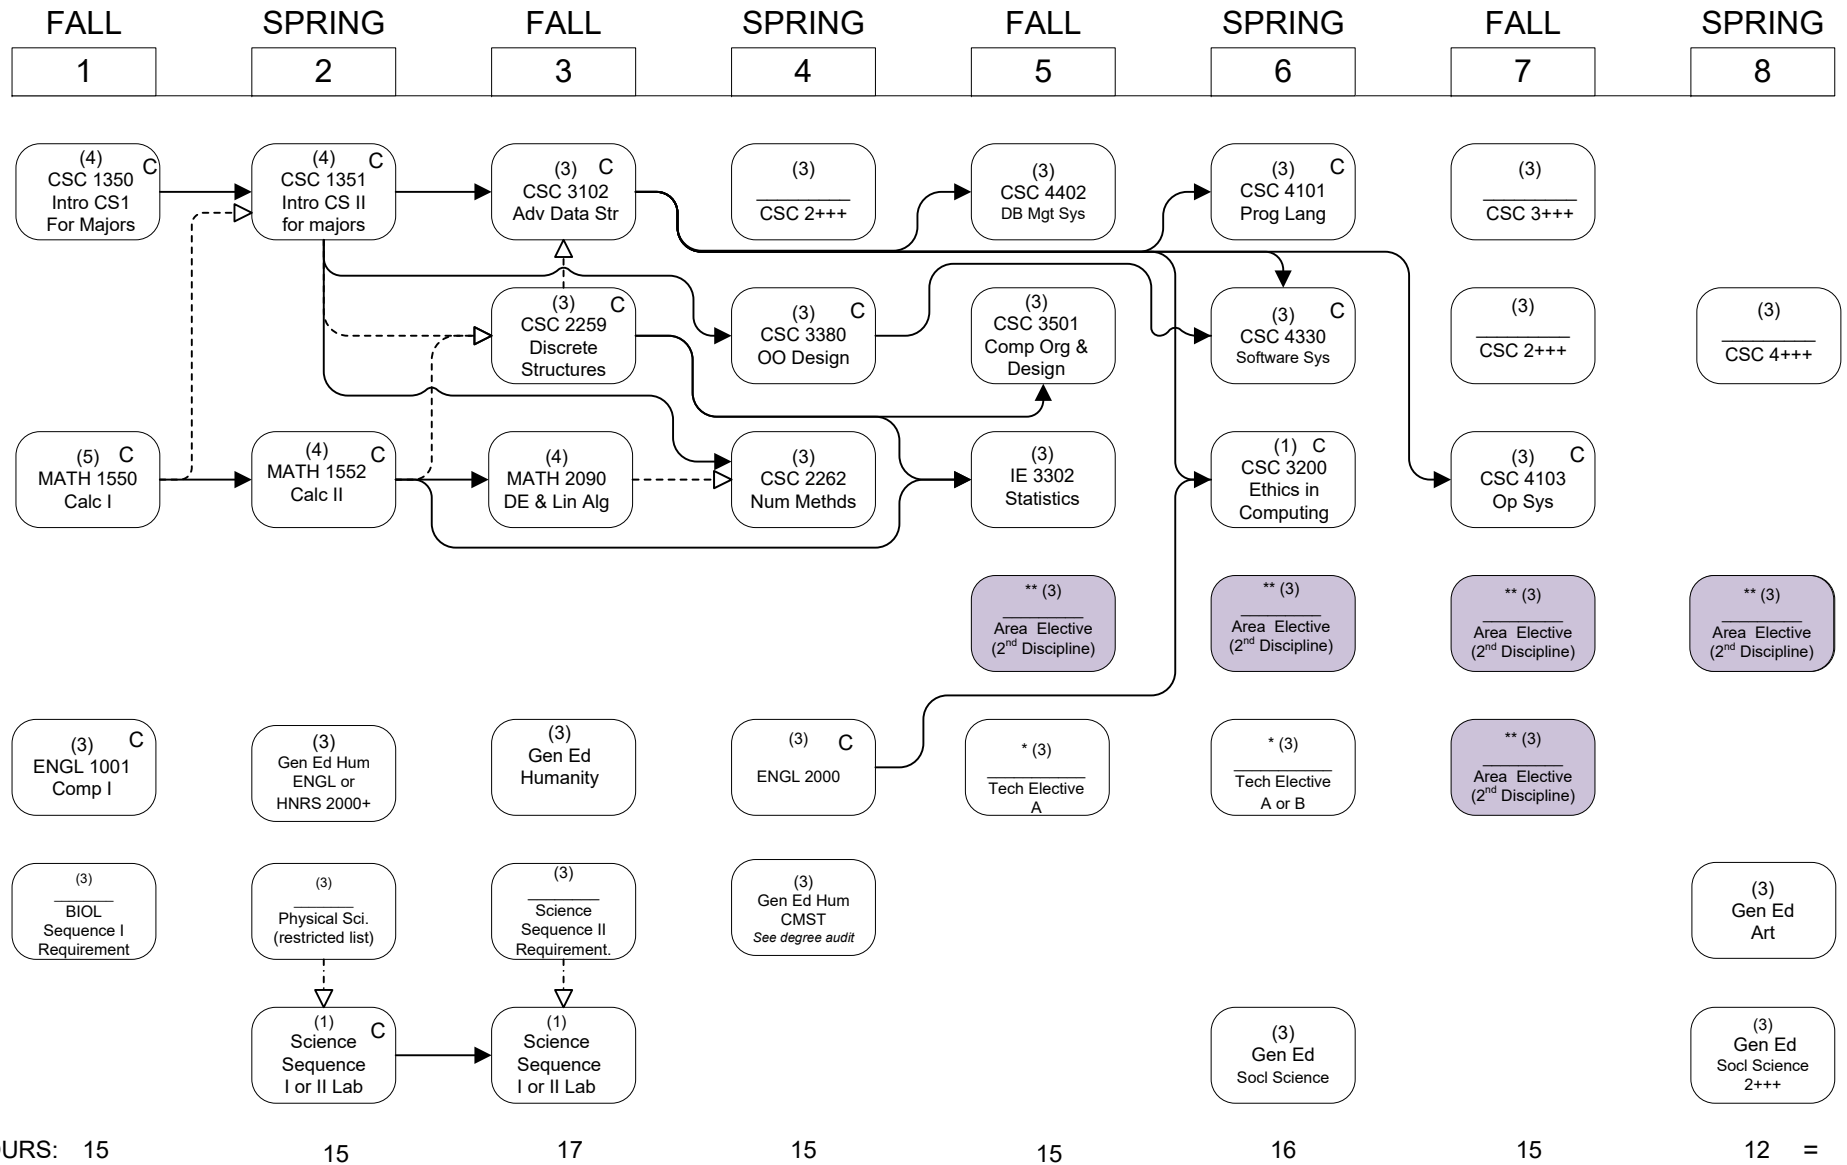 FALL SPRING FALL SPRING FALL SPRING FALL SPRING
1 2 3 4 5 6 7 8
(4) C
CSC 1350
Intro CS1
For Majors
(4) C
CSC 1351
Intro CS II
for majors
(3) C
CSC 3102
Adv Data Str
(3)
CSC 2+++
(3)
CSC 4402
DB Mgt Sys
(3) C
CSC 4101
Prog Lang
(3)
CSC 3+++
(3) C
CSC 2259
Discrete
Structures
(3) C
CSC 3380
OO Design
(3)
CSC 3501
Comp Org &
Design
(3) C
CSC 4330
Software Sys
(3)
CSC 2+++
(3)
CSC 4+++
(5) C
MATH 1550
Calc I
(4) C
MATH 1552
Calc II
(4)
MATH 2090
DE & Lin Alg
(3)
CSC 2262
Num Methds
(3)
IE 3302
Statistics
(1) C
CSC 3200
Ethics in
Computing
(3) C
CSC 4103
Op Sys
** (3)
Area Elective
(2nd Discipline)
** (3)
Area Elective
(2nd Discipline)
** (3)
Area Elective
(2nd Discipline)
** (3)
Area Elective
(2nd Discipline)
(3) C
ENGL 1001
Comp I
(3)
Gen Ed Hum
ENGL or
HNRS 2000+
(3)
Gen Ed
Humanity
(3) C
ENGL 2000
* (3)
Tech Elective
A
* (3)
Tech Elective
A or B
** (3)
Area Elective
(2nd Discipline)
(3)
BIOL
Sequence I
Requirement
(3)
Physical Sci.
(restricted list)
(3)
Science
Sequence II
Requirement.
(3)
Gen Ed Hum
CMST
See degree audit
(3)
Gen Ed
Art
(1) C
Science
Sequence
I or II Lab
(1)
Science
Sequence
I or II Lab
(3)
Gen Ed
Socl Science
(3)
Gen Ed
Socl Science
2+++
URS: 15 15 17 15 15 16 15 12 =